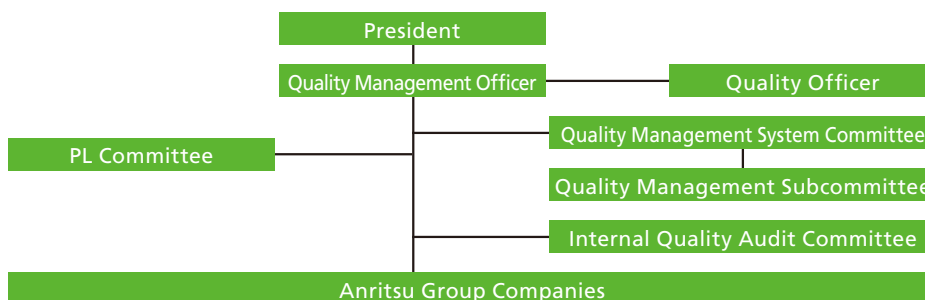 President
Quality Management Officer
Quality Officer
Quality Management System Committee
PL Committee
Quality Management Subcommittee
Internal Quality Audit Committee
Anritsu Group Companies